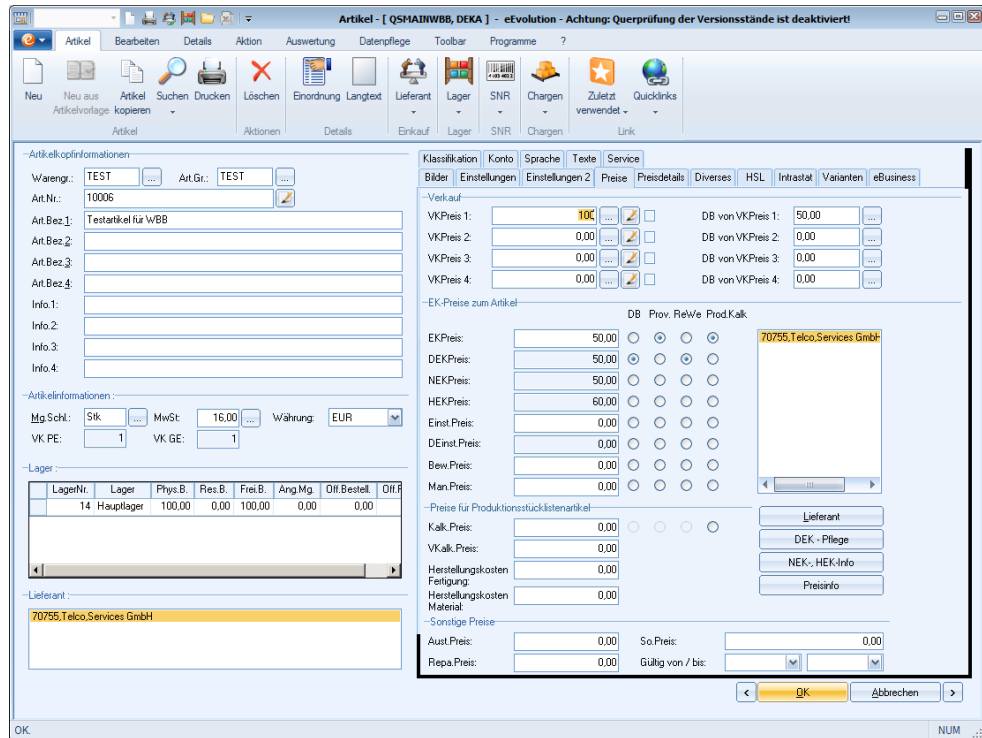 Artikel - [ QSMAINWBB, DEKA ] - eEvolution - Achtung: Querprüfung der Versionsstände ist deaktiviert!
Artikel Bearbeiten Details Aktion Auswertung Datenpflege Toolbar Programme ?
Neu Neu aus Artikelvorlage Artikel kopieren Suchen Drucken Löschen Einordnung Langtext Lieferant Lager SNR Chargen Zuletzt verwendet Quicklinks
Artikel Aktionen Details Einkauf Lager SNR Chargen Link
Artikelkopfinformationen
Warengr.: TEST ... Art.Gr.: TEST ...
Art.Nr.: 10006
Art.Bez.1: Testartikel für WBB
Art.Bez.2:
Art.Bez.3:
Art.Bez.4:
Info.1:
Info.2:
Info.3:
Info.4:
Artikelinformationen :
Mg.Schl.: Stk ... MwSt: 16,00 ... Währung: EUR
VK PE: 1 VK GE: 1
Lager :
LagerNr. Lager Phys.B. Res.B. Frei.B. Ang.Mg. Off.Bestell. Off.F
14 Hauptlager 100,00 0,00 100,00 0,00 0,00
Lieferant :
70755,Telco,Services GmbH
Klassifikation Konto Sprache Texte Service
Bilder Einstellungen Einstellungen 2 Preise Preisdetails Diverses HSL Intrastat Varianten eBusiness
Verkauf
VKPreis 1: 100 ... DB von VKPreis 1: 50,00 ...
VKPreis 2: 0,00 ... DB von VKPreis 2: 0,00 ...
VKPreis 3: 0,00 ... DB von VKPreis 3: 0,00 ...
VKPreis 4: 0,00 ... DB von VKPreis 4: 0,00 ...
EK-Preise zum Artikel
DB Prov. ReWe Prod.Kalk
EKPreis: 50,00
DEKPreis: 50,00
NEKPreis: 50,00
HEKPreis: 60,00
Einst.Preis: 0,00
DEinst.Preis: 0,00
Bew.Preis: 0,00
Man.Preis: 0,00
70755,Telco,Services GmbH
Preise für Produktionsstücklistenartikel
Kalk.Preis: 0,00
VKalk.Preis: 0,00
Herstellungskosten Fertigung: 0,00
Herstellungskosten Material: 0,00
Lieferant
DEK - Pflege
NEK-, HEK-Info
Preisinfo
Sonstige Preise
Aust.Preis: 0,00 So.Preis: 0,00
Repa.Preis: 0,00 Gültig von / bis:
< OK Abbrechen >
OK. NUM